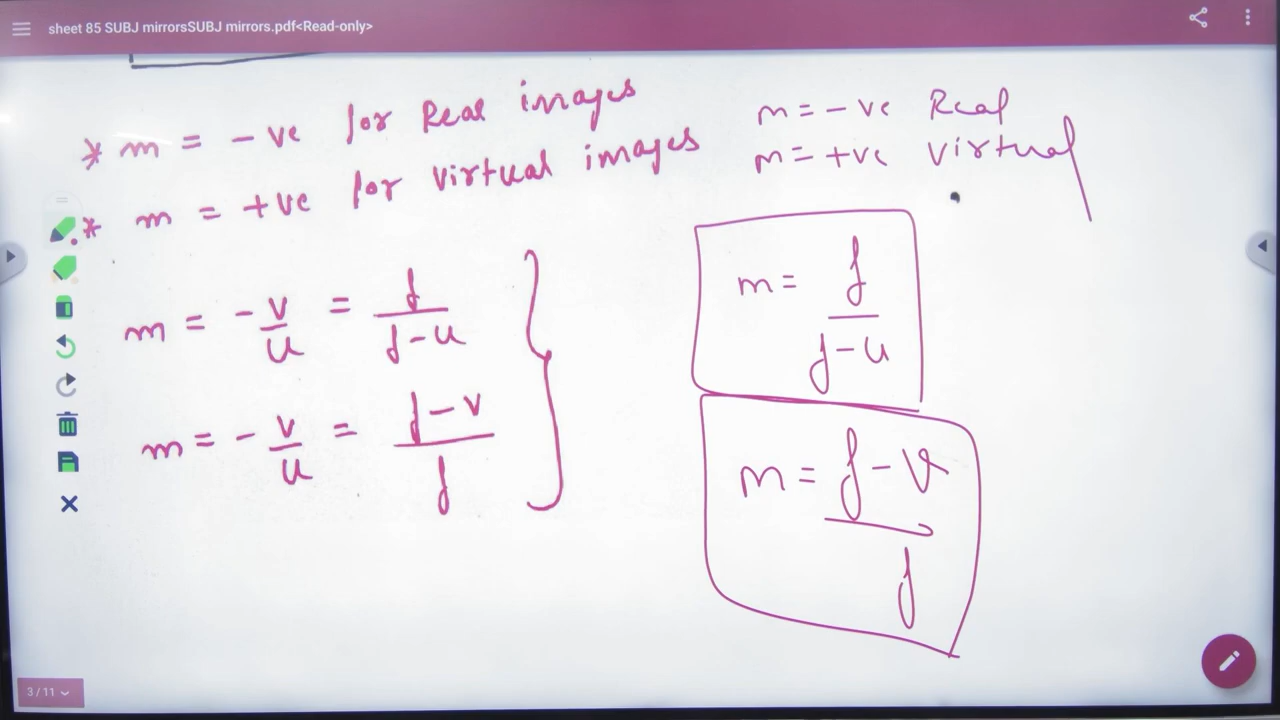 sheet 85 SUBJ mirrorsSUBJ mirrors.pdf<Read-only>
* m = -ve for Real images
* m = +ve for virtual images
m = - v/u = f/(f-u)
m = - v/u = (f-v)/f
m = -ve Real
m = +ve virtual
m = f/(f-u)
m = (f-v)/f
3 / 11